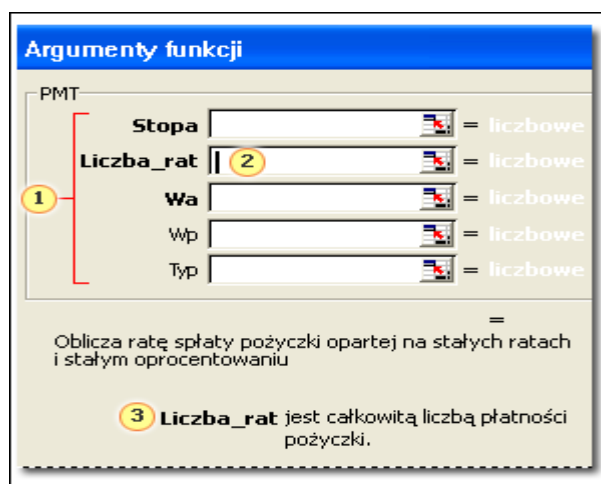 Argumenty funkcji
PMT
Stopa = liczbowe
Liczba_rat 2 = liczbowe
1 Wa = liczbowe
Wp = liczbowe
Typ = liczbowe
=
Oblicza ratę spłaty pożyczki opartej na stałych ratach
i stałym oprocentowaniu
3 Liczba_rat jest całkowitą liczbą płatności
pożyczki.